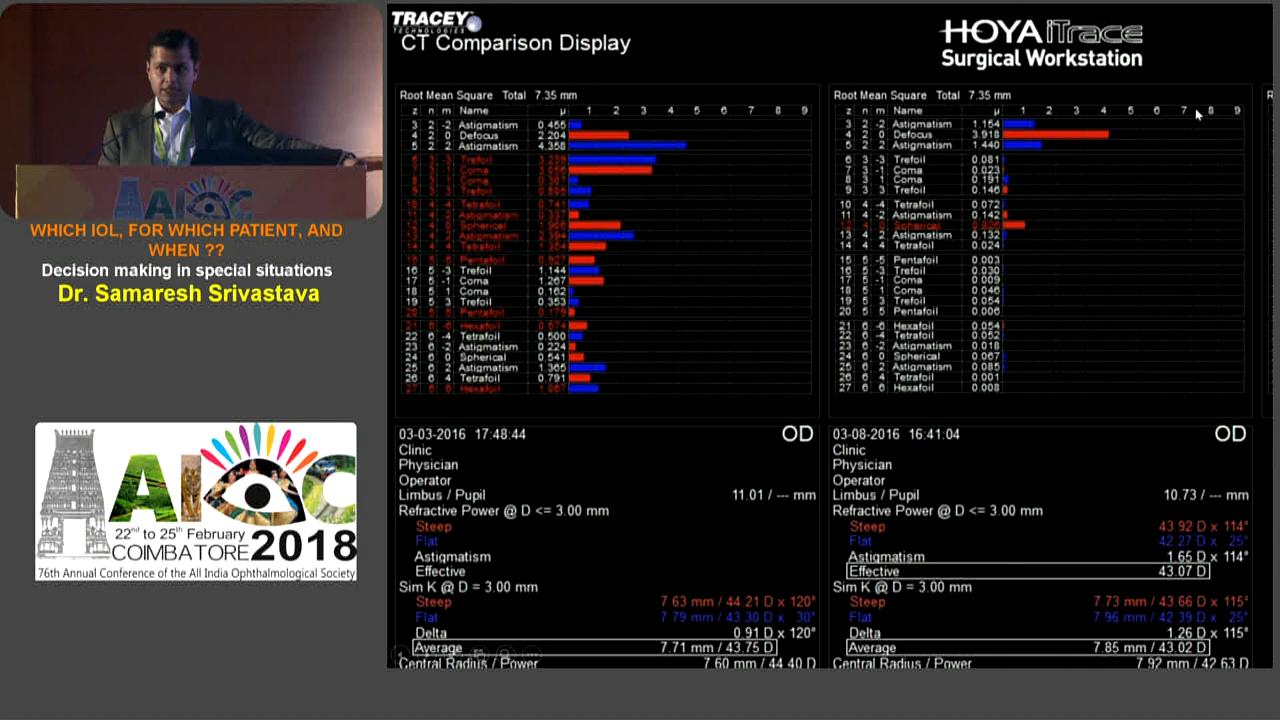 AIOC
WHICH IOL, FOR WHICH PATIENT, AND
WHEN ??
Decision making in special situations
Dr. Samaresh Srivastava
AIOC
22nd to 25th February
COIMBATORE 2018
76th Annual Conference of the All India Ophthalmological Society
TRACEY
TECHNOLOGIES
CT Comparison Display
HOYA iTrace
Surgical Workstation
Root Mean Square Total 7.35 mm
z n m Name µ 1 2 3 4 5 6 7 8 9
3 2 -2 Astigmatism 0.455
4 2 0 Defocus 2.204
5 2 2 Astigmatism 4.358
6 3 -3 Trefoil
7 3 -1 Coma
8 3 1 Coma
9 3 3 Trefoil
10 4 -4 Tetrafoil 0.741
11 4 -2 Astigmatism
12 4 0 Spherical
13 4 2 Astigmatism
14 4 4 Tetrafoil
15 5 -5 Pentafoil
16 5 -3 Trefoil 1.144
17 5 -1 Coma 1.267
18 5 1 Coma 0.162
19 5 3 Trefoil 0.353
20 5 5 Pentafoil 0.179
21 6 -6 Hexafoil 0.674
22 6 -4 Tetrafoil 0.500
23 6 -2 Astigmatism 0.224
24 6 0 Spherical 0.541
25 6 2 Astigmatism 1.365
26 6 4 Tetrafoil 0.791
27 6 6 Hexafoil
03-03-2016 17:48:44 OD
Clinic
Physician
Operator
Limbus / Pupil 11.01 / --- mm
Refractive Power @ D <= 3.00 mm
Steep
Flat
Astigmatism
Effective
Sim K @ D = 3.00 mm
Steep 7.63 mm / 44.21 D x 120°
Flat 7.79 mm / 43.30 D x 30°
Delta 0.91 D x 120°
Average 7.71 mm / 43.75 D
Central Radius / Power 7.60 mm / 44.40 D
Root Mean Square Total 7.35 mm
z n m Name µ 1 2 3 4 5 6 7 8 9
3 2 -2 Astigmatism 1.154
4 2 0 Defocus 3.918
5 2 2 Astigmatism 1.440
6 3 -3 Trefoil 0.081
7 3 -1 Coma 0.023
8 3 1 Coma 0.191
9 3 3 Trefoil 0.146
10 4 -4 Tetrafoil 0.072
11 4 -2 Astigmatism 0.142
12 4 0 Spherical
13 4 2 Astigmatism 0.132
14 4 4 Tetrafoil 0.024
15 5 -5 Pentafoil 0.003
16 5 -3 Trefoil 0.030
17 5 -1 Coma 0.009
18 5 1 Coma 0.046
19 5 3 Trefoil 0.054
20 5 5 Pentafoil 0.006
21 6 -6 Hexafoil 0.054
22 6 -4 Tetrafoil 0.052
23 6 -2 Astigmatism 0.018
24 6 0 Spherical 0.067
25 6 2 Astigmatism 0.085
26 6 4 Tetrafoil 0.001
27 6 6 Hexafoil 0.008
03-08-2016 16:41:04 OD
Clinic
Physician
Operator
Limbus / Pupil 10.73 / --- mm
Refractive Power @ D <= 3.00 mm
Steep 43.92 D x 114°
Flat 42.27 D x 25°
Astigmatism 1.65 D x 114°
Effective 43.07 D
Sim K @ D = 3.00 mm
Steep 7.73 mm / 43.66 D x 115°
Flat 7.96 mm / 42.39 D x 25°
Delta 1.26 D x 115°
Average 7.85 mm / 43.02 D
Central Radius / Power 7.92 mm / 42.63 D
R